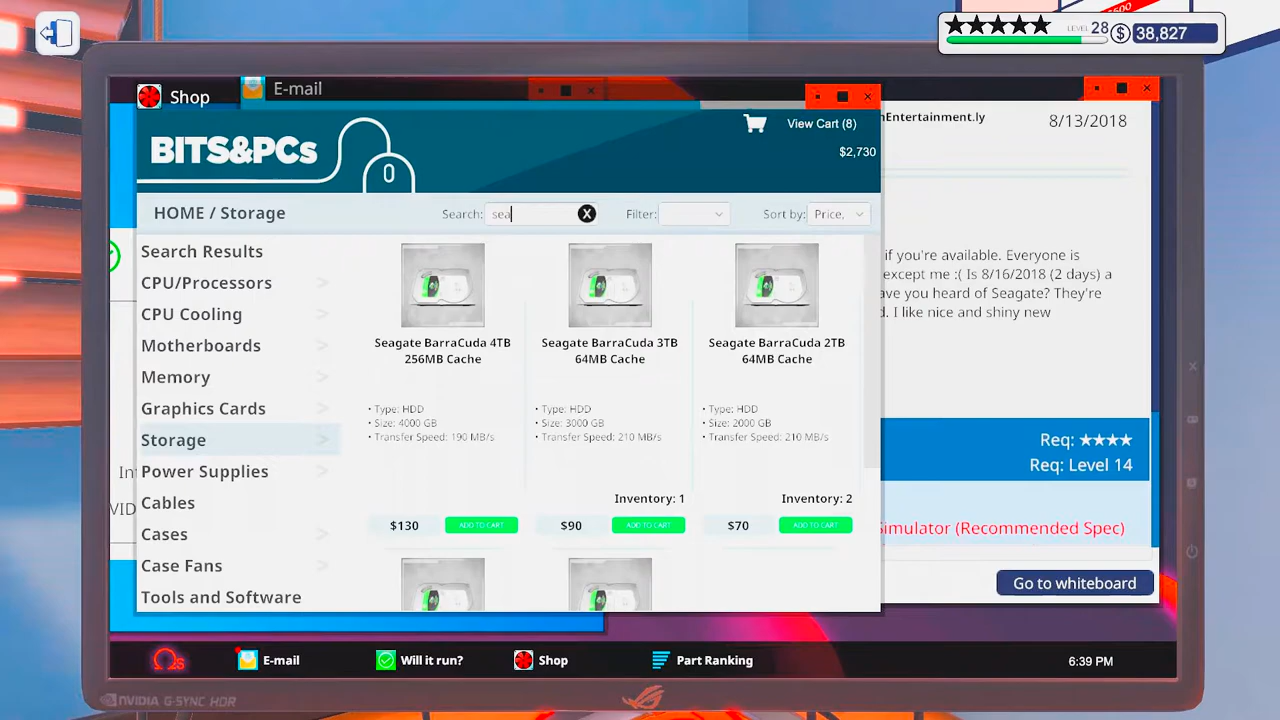 600
LEVEL 28
$ 38,827
Shop
E-mail
BITS&PCs
View Cart (8)
$2,730
nEntertainment.ly
8/13/2018
HOME / Storage
Search: sea
X
Filter:
Sort by: Price,
Search Results
CPU/Processors
CPU Cooling
Motherboards
Memory
Graphics Cards
Storage
Power Supplies
Cables
Cases
Case Fans
Tools and Software
Seagate BarraCuda 4TB
256MB Cache
• Type: HDD
• Size: 4000 GB
• Transfer Speed: 190 MB/s
$130
ADD TO CART
Seagate BarraCuda 3TB
64MB Cache
• Type: HDD
• Size: 3000 GB
• Transfer Speed: 210 MB/s
Inventory: 1
$90
ADD TO CART
Seagate BarraCuda 2TB
64MB Cache
• Type: HDD
• Size: 2000 GB
• Transfer Speed: 210 MB/s
Inventory: 2
$70
ADD TO CART
if you're available. Everyone is
except me :( Is 8/16/2018 (2 days) a
ave you heard of Seagate? They're
d. I like nice and shiny new
Req: ★★★★
Req: Level 14
In
VID
Simulator (Recommended Spec)
Go to whiteboard
Ωs
E-mail
Will it run?
Shop
Part Ranking
6:39 PM
NVIDIA G-SYNC HDR